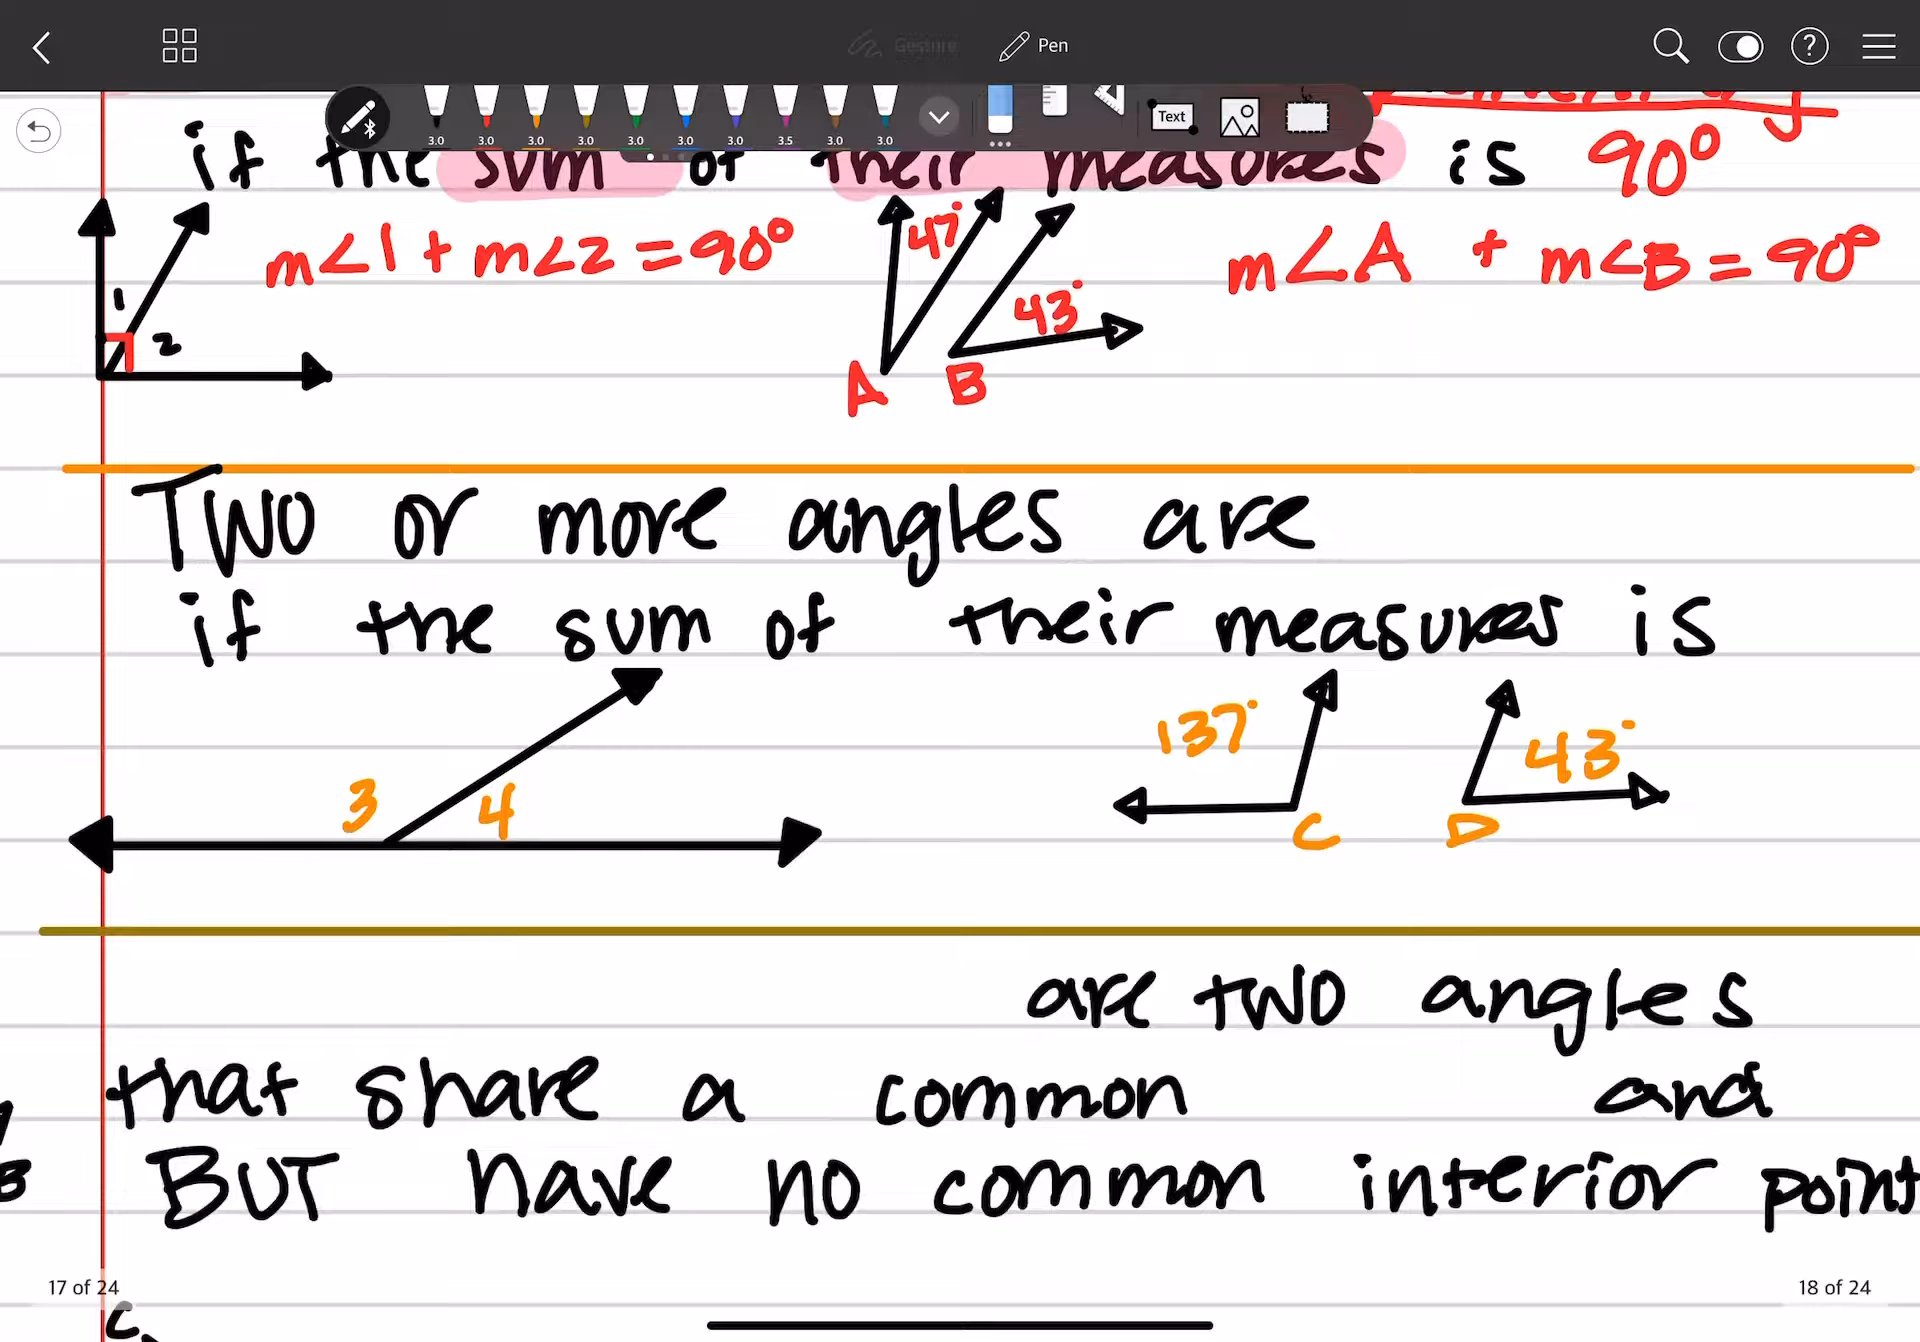 Gesture Pen
Text
3.0 3.0 3.0 3.0 3.0 3.0 3.0 3.5 3.0 3.0
if the sum of their measures is 90°
m∠1 + m∠2 = 90°
47°
m∠A + m∠B = 90°
1
2
43°
A B
Two or more angles are
if the sum of their measures is
137°
43°
3 4
C D
are two angles
that share a common and
BUT have no common interior point
17 of 24
18 of 24